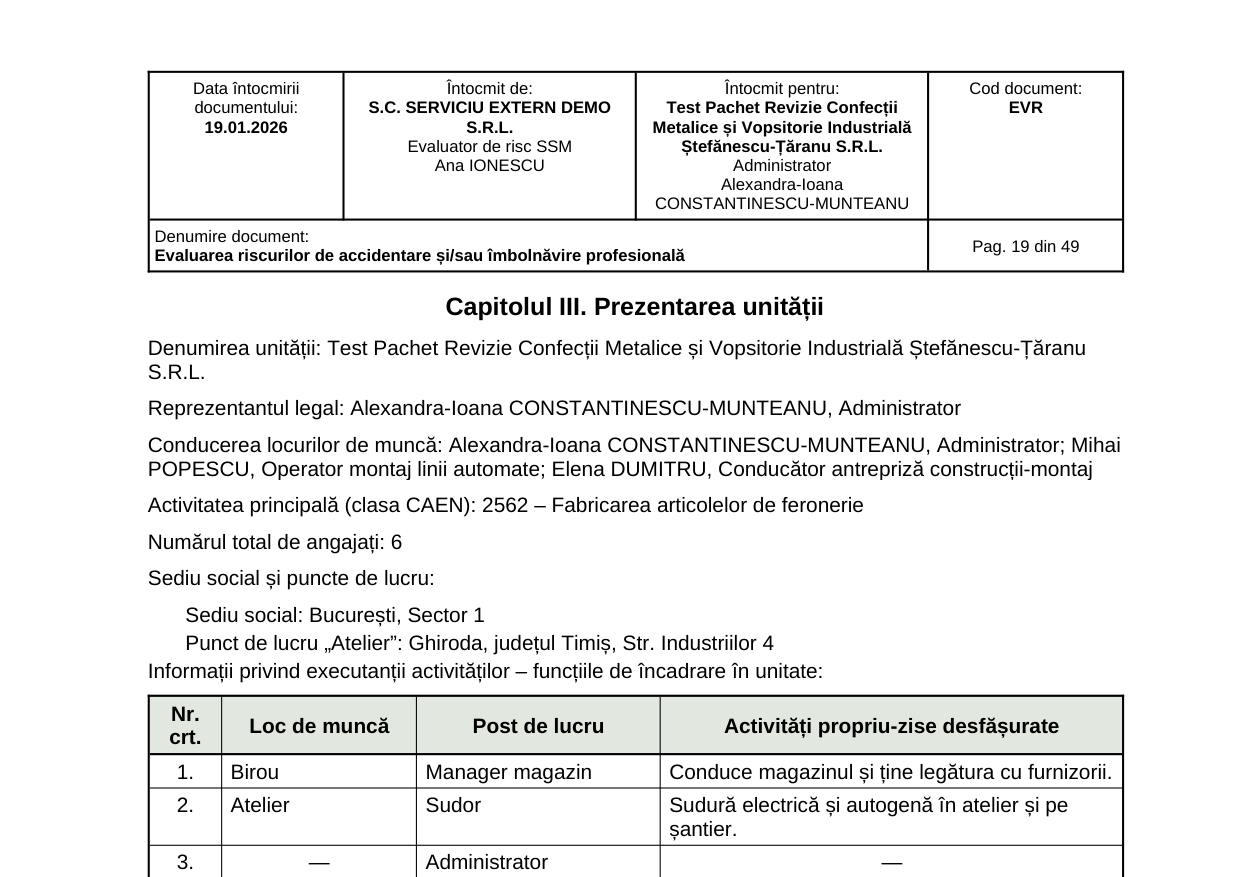 Data întocmirii
documentului:
19.01.2026
Întocmit de:
S.C. SERVICIU EXTERN DEMO
S.R.L.
Evaluator de risc SSM
Ana IONESCU
Întocmit pentru:
Test Pachet Revizie Confecții
Metalice și Vopsitorie Industrială
Ștefănescu-Țăranu S.R.L.
Administrator
Alexandra-Ioana
CONSTANTINESCU-MUNTEANU
Cod document:
EVR
Denumire document:
Evaluarea riscurilor de accidentare și/sau îmbolnăvire profesională
Pag. 19 din 49
Capitolul III. Prezentarea unității
Denumirea unității: Test Pachet Revizie Confecții Metalice și Vopsitorie Industrială Ștefănescu-Țăranu
S.R.L.
Reprezentantul legal: Alexandra-Ioana CONSTANTINESCU-MUNTEANU, Administrator
Conducerea locurilor de muncă: Alexandra-Ioana CONSTANTINESCU-MUNTEANU, Administrator; Mihai
POPESCU, Operator montaj linii automate; Elena DUMITRU, Conducător antrepriză construcții-montaj
Activitatea principală (clasa CAEN): 2562 – Fabricarea articolelor de feronerie
Numărul total de angajați: 6
Sediu social și puncte de lucru:
Sediu social: București, Sector 1
Punct de lucru „Atelier”: Ghiroda, județul Timiș, Str. Industriilor 4
Informații privind executanții activităților – funcțiile de încadrare în unitate:
Nr.
crt.
Loc de muncă
Post de lucru
Activități propriu-zise desfășurate
1. Birou Manager magazin Conduce magazinul și ține legătura cu furnizorii.
2. Atelier Sudor Sudură electrică și autogenă în atelier și pe
șantier.
3. — Administrator —